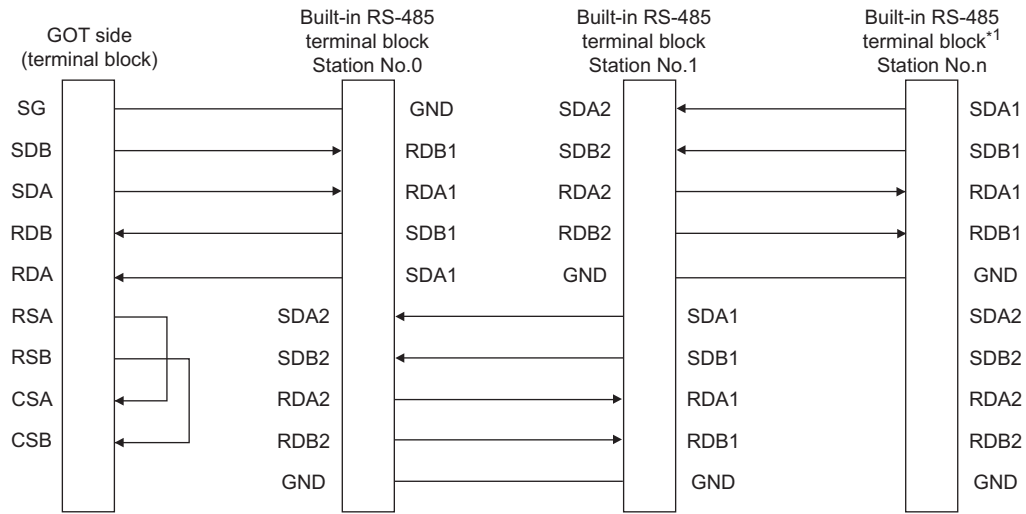 GOT side
(terminal block)
Built-in RS-485
terminal block
Station No.0
Built-in RS-485
terminal block
Station No.1
Built-in RS-485
terminal block*1
Station No.n
SG
GND
SDA2
SDA1
SDB
RDB1
SDB2
SDB1
SDA
RDA1
RDA2
RDA1
RDB
SDB1
RDB2
RDB1
RDA
SDA1
GND
GND
RSA
SDA2
SDA1
SDA2
RSB
SDB2
SDB1
SDB2
CSA
RDA2
RDA1
RDA2
CSB
RDB2
RDB1
RDB2
GND
GND
GND